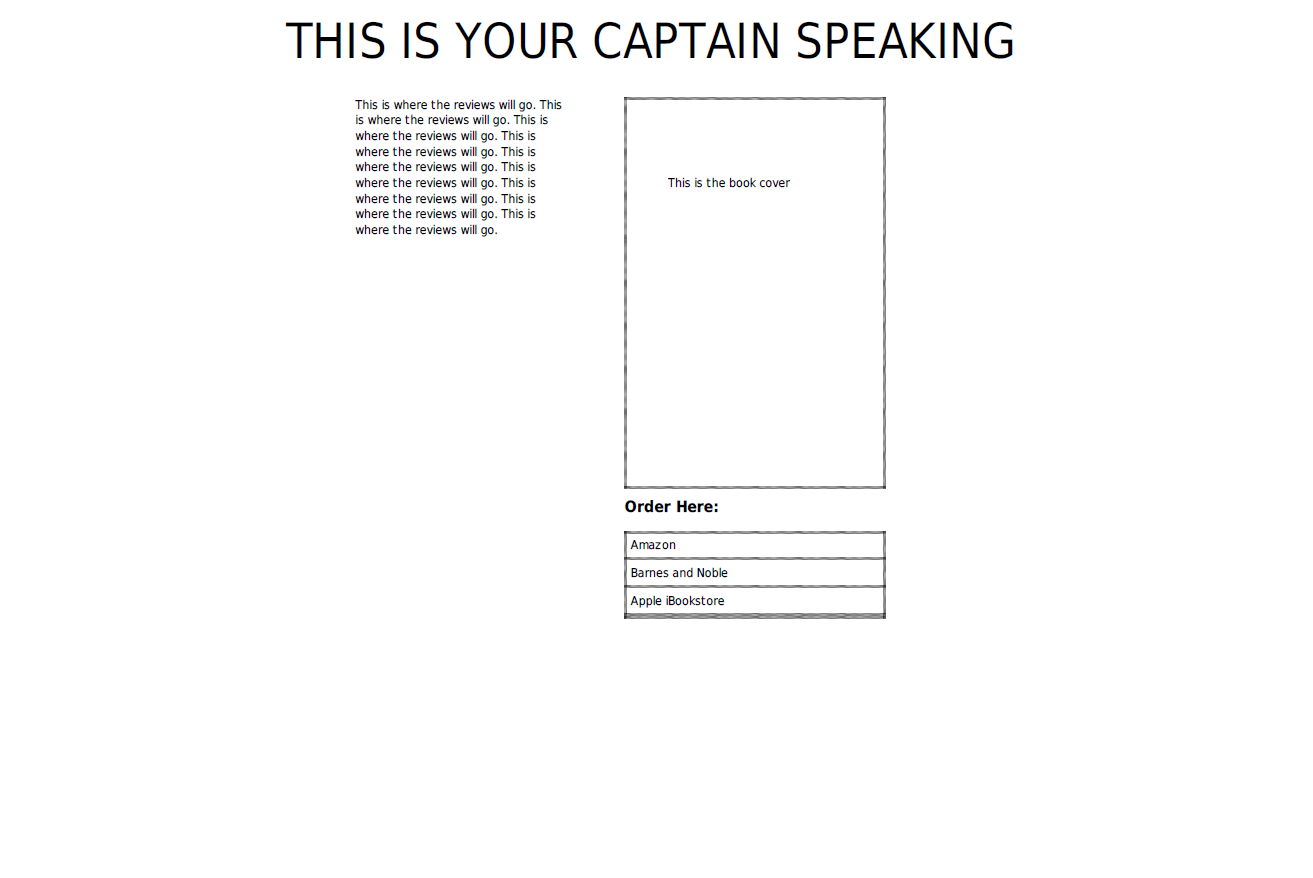 THIS IS YOUR CAPTAIN SPEAKING
This is where the reviews will go. This
is where the reviews will go. This is
where the reviews will go. This is
where the reviews will go. This is
where the reviews will go. This is
where the reviews will go. This is
where the reviews will go. This is
where the reviews will go. This is
where the reviews will go.
This is the book cover
Order Here:
Amazon
Barnes and Noble
Apple iBookstore